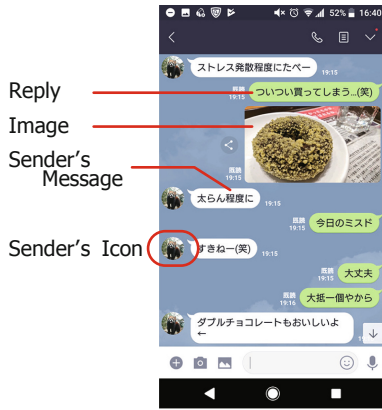 52% 16:40
ストレス発散程度にたべー
19:15
Reply
既読
19:15
ついつい買ってしまう…(笑)
Image
既読
19:15
Sender's
Message
太らん程度に
19:15
今日のミスド
Sender's Icon
すきねー(笑)
19:15
既読
19:15
大丈夫
既読
19:16
大抵一個やから
ダブルチョコレートもおいしいよ
←